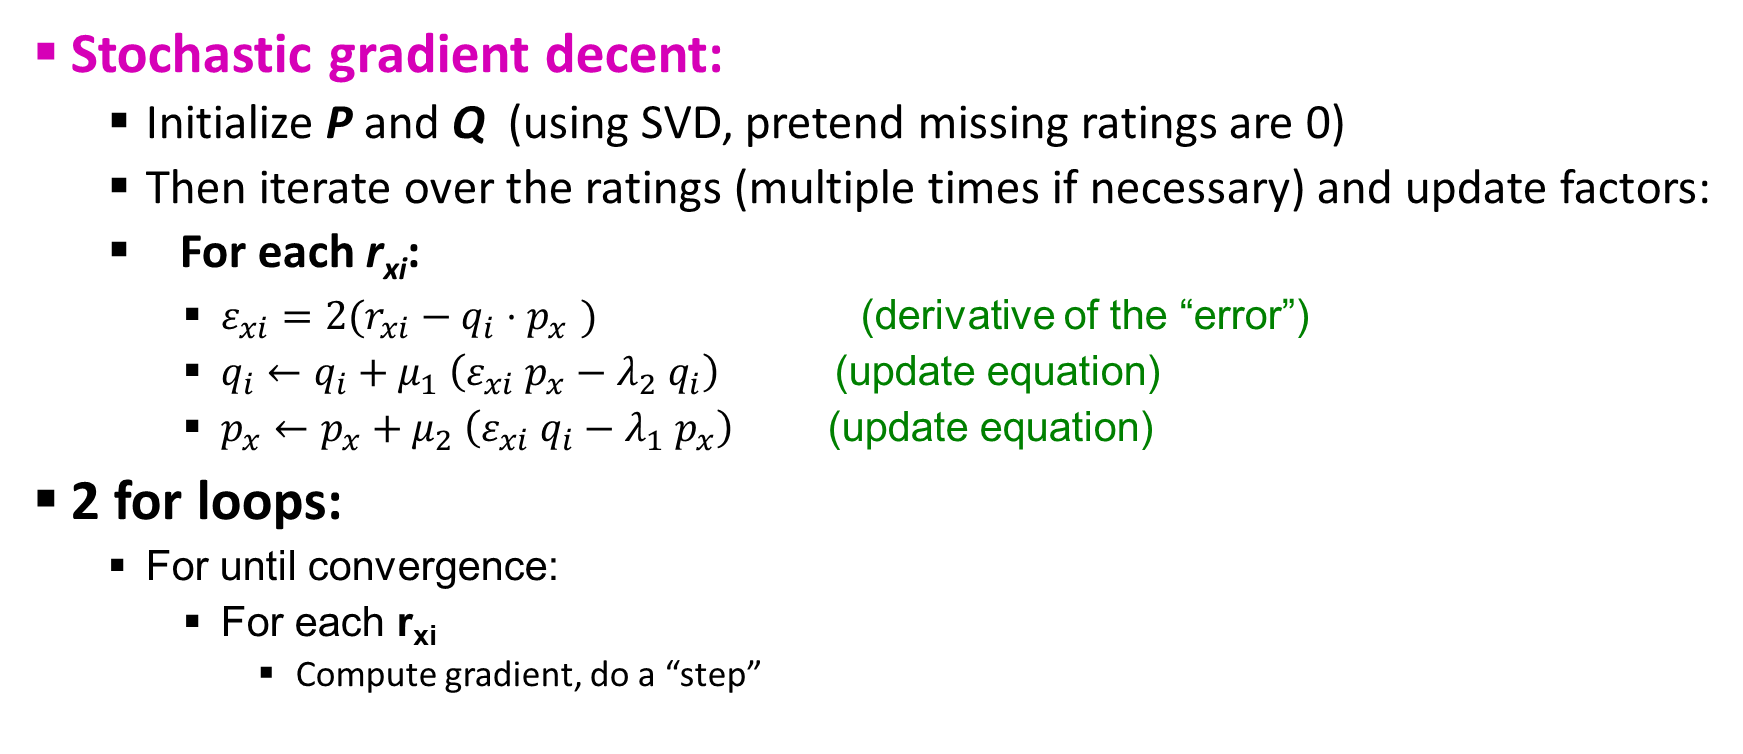 ▪ Stochastic gradient decent:
▪ Initialize P and Q (using SVD, pretend missing ratings are 0)
▪ Then iterate over the ratings (multiple times if necessary) and update factors:
▪ For each r_xi:
▪ ε_xi = 2(r_xi − q_i · p_x ) (derivative of the “error”)
▪ q_i ← q_i + μ_1 (ε_xi p_x − λ_2 q_i) (update equation)
▪ p_x ← p_x + μ_2 (ε_xi q_i − λ_1 p_x) (update equation)
▪ 2 for loops:
▪ For until convergence:
▪ For each r_xi
▪ Compute gradient, do a “step”